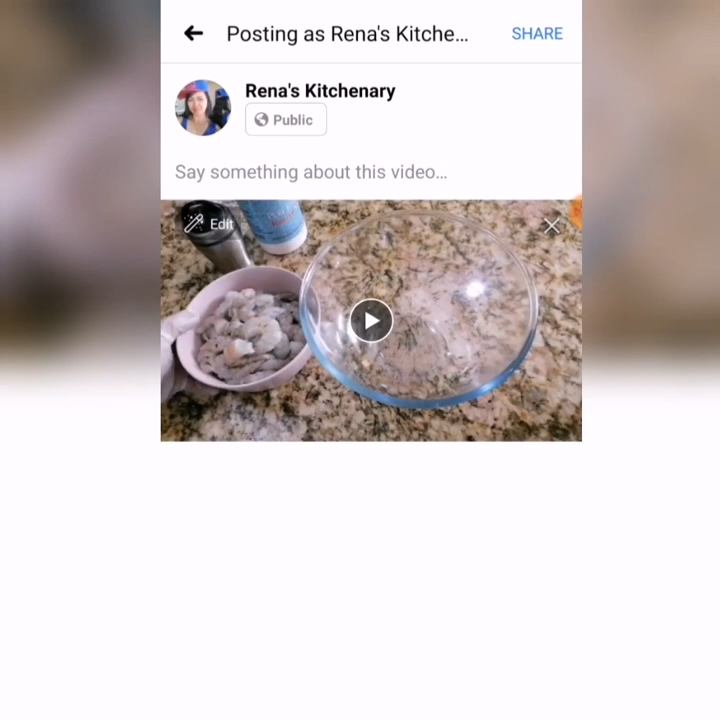 Posting as Rena's Kitche...
SHARE
Rena's Kitchenary
Public
Say something about this video...
Edit